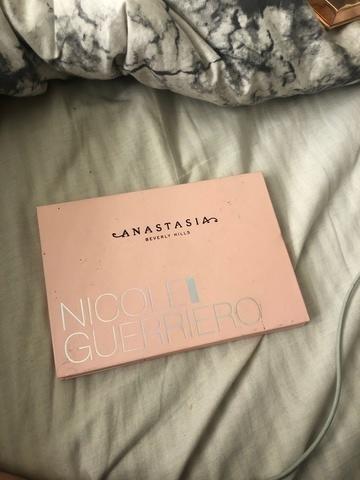 ANASTASIA
BEVERLY HILLS
NICOLE
GUERRIERO